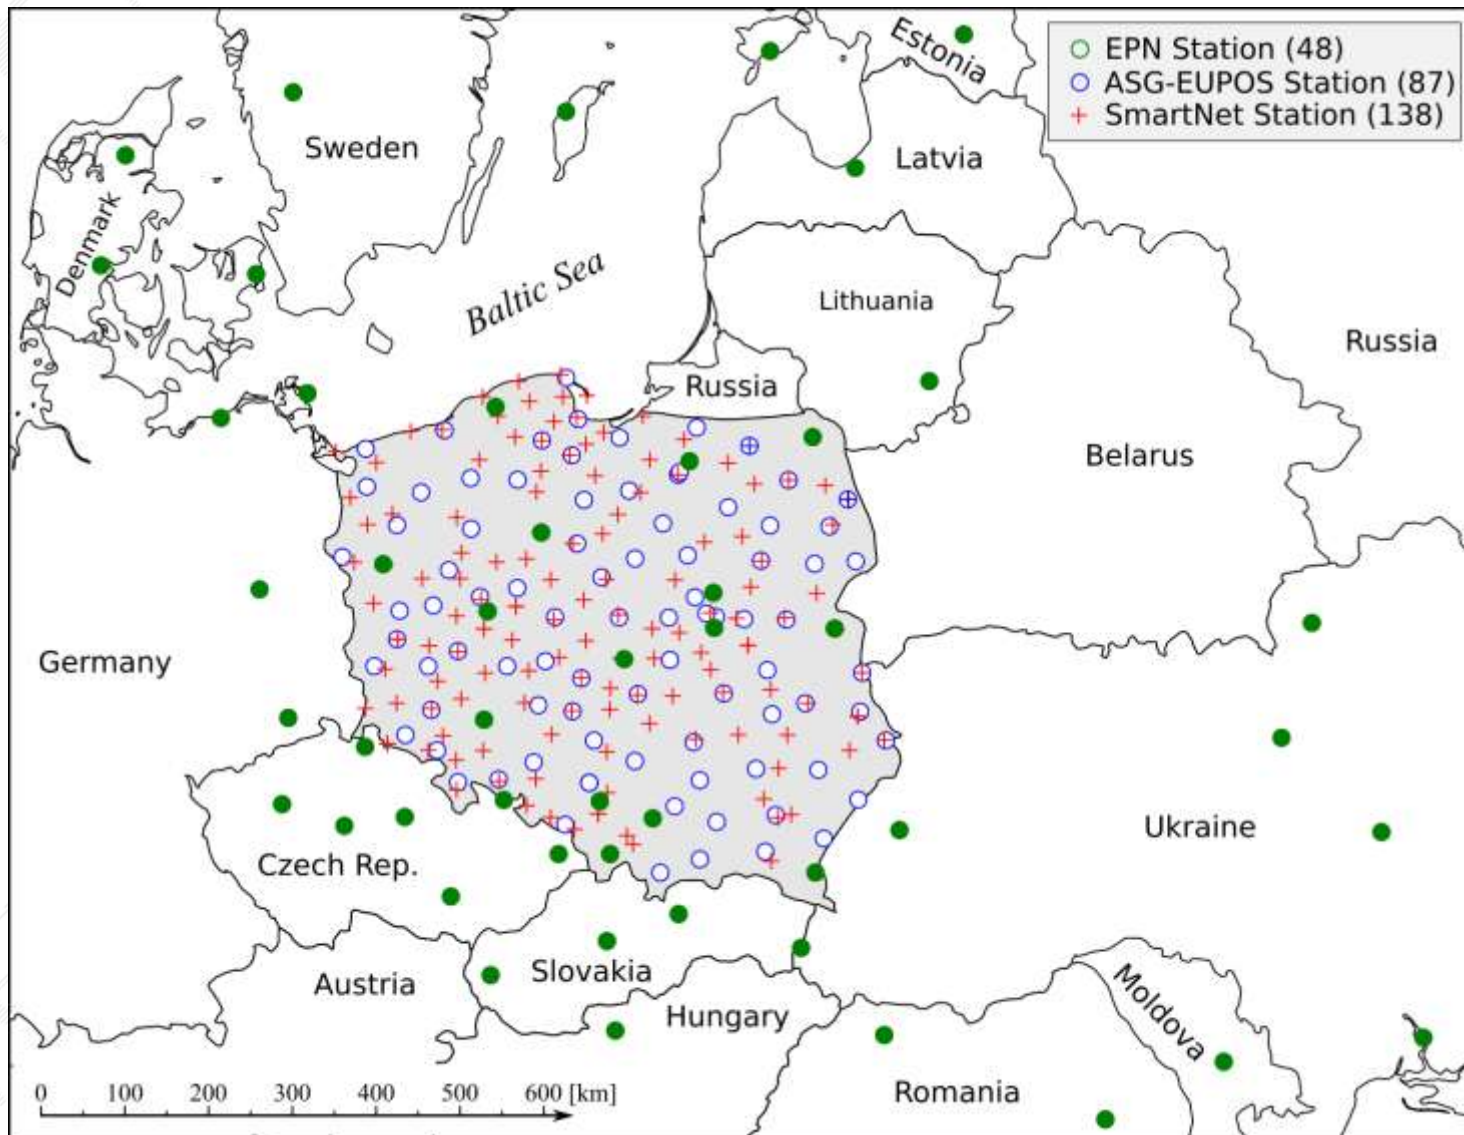 EPN Station (48)
ASG-EUPOS Station (87)
SmartNet Station (138)
Estonia
Sweden
Latvia
Denmark
Baltic Sea
Lithuania
Russia
Russia
Belarus
Germany
Ukraine
Czech Rep.
Slovakia
Austria
Moldova
Hungary
Romania
0 100 200 300 400 500 600 [km]